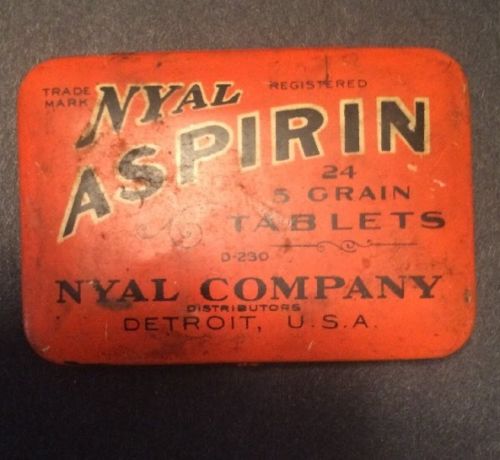 TRADE MARK NYAL REGISTERED
ASPIRIN
24
5 GRAIN
TABLETS
D-230
NYAL COMPANY
DISTRIBUTORS
DETROIT, U.S.A.